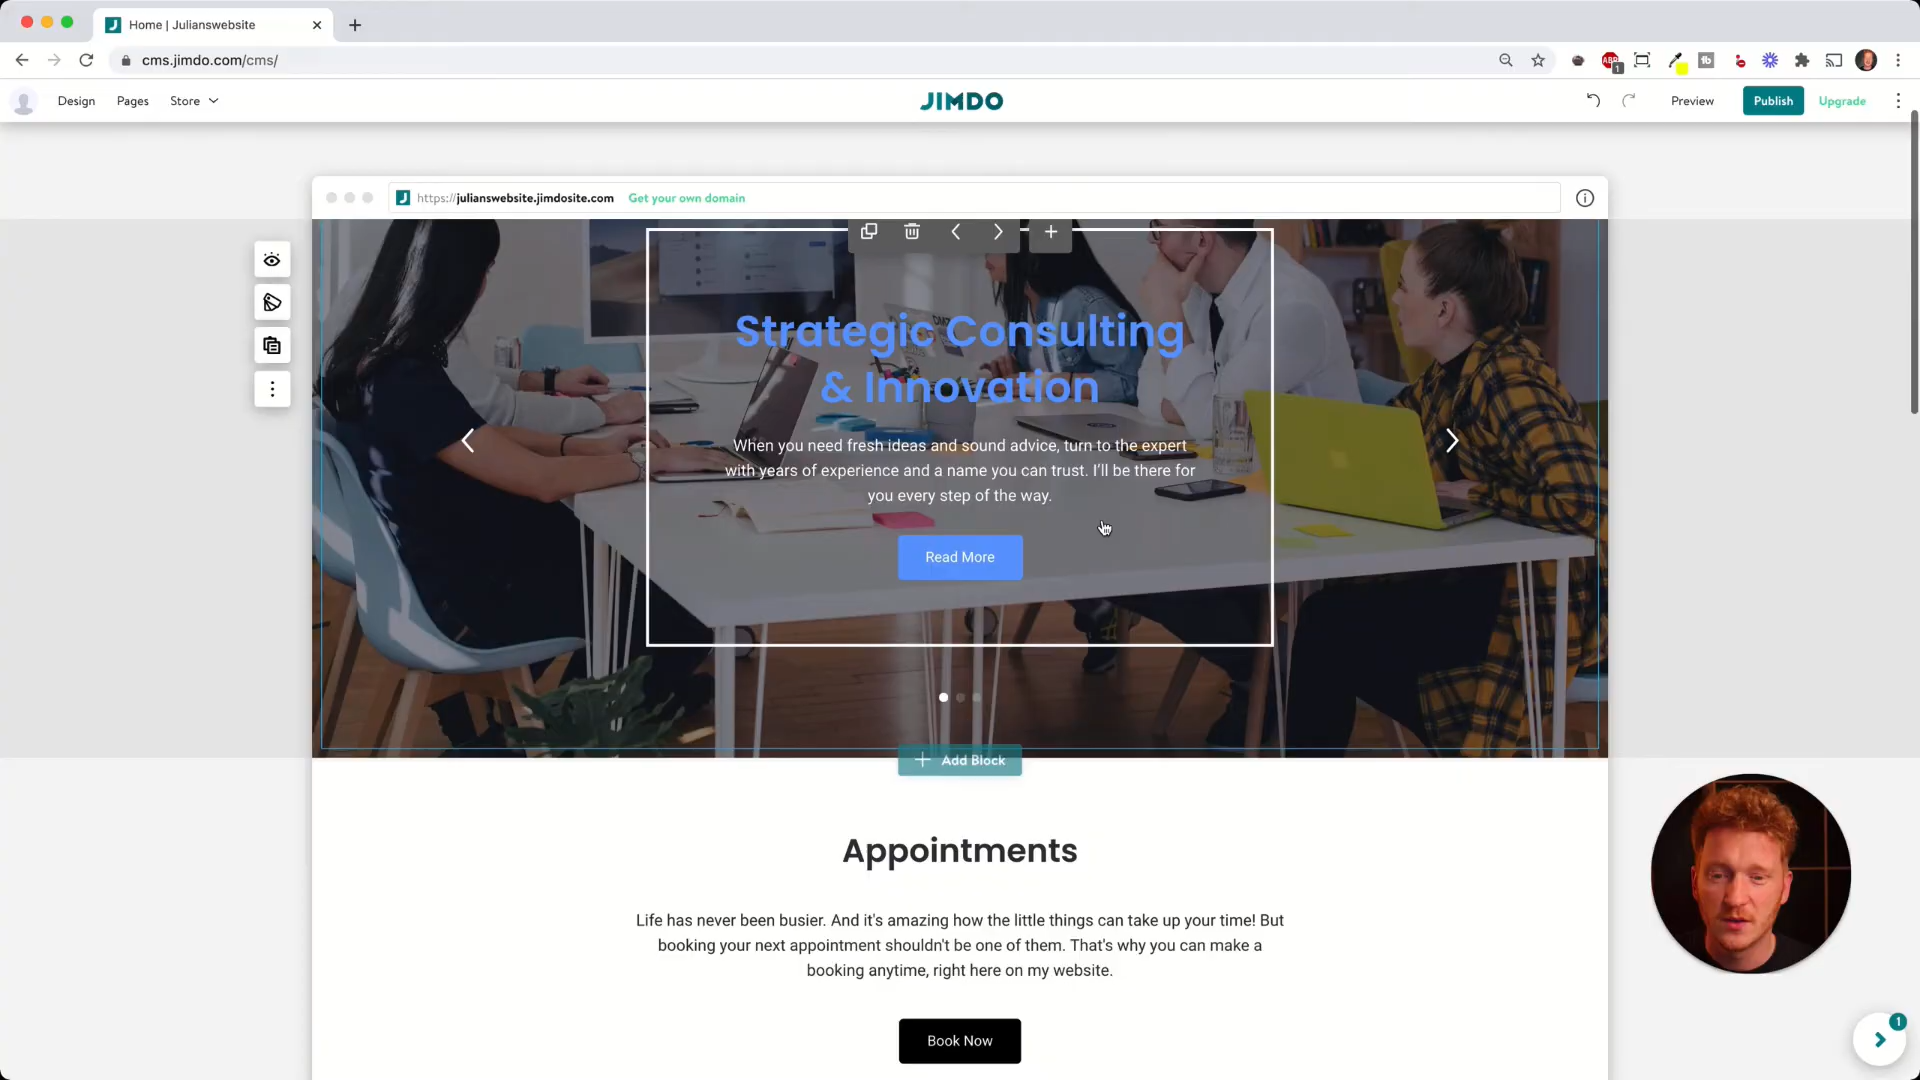 Home | Julianswebsite
cms.jimdo.com/cms/
ABP
1
tb
Design
Pages
Store
JIMDO
Preview
Publish
Upgrade
https://julianswebsite.jimdosite.com
Get your own domain
Strategic Consulting
& Innovation
When you need fresh ideas and sound advice, turn to the expert
with years of experience and a name you can trust. I'll be there for
you every step of the way.
Read More
Add Block
Appointments
Life has never been busier. And it's amazing how the little things can take up your time! But
booking your next appointment shouldn't be one of them. That's why you can make a
booking anytime, right here on my website.
Book Now
1